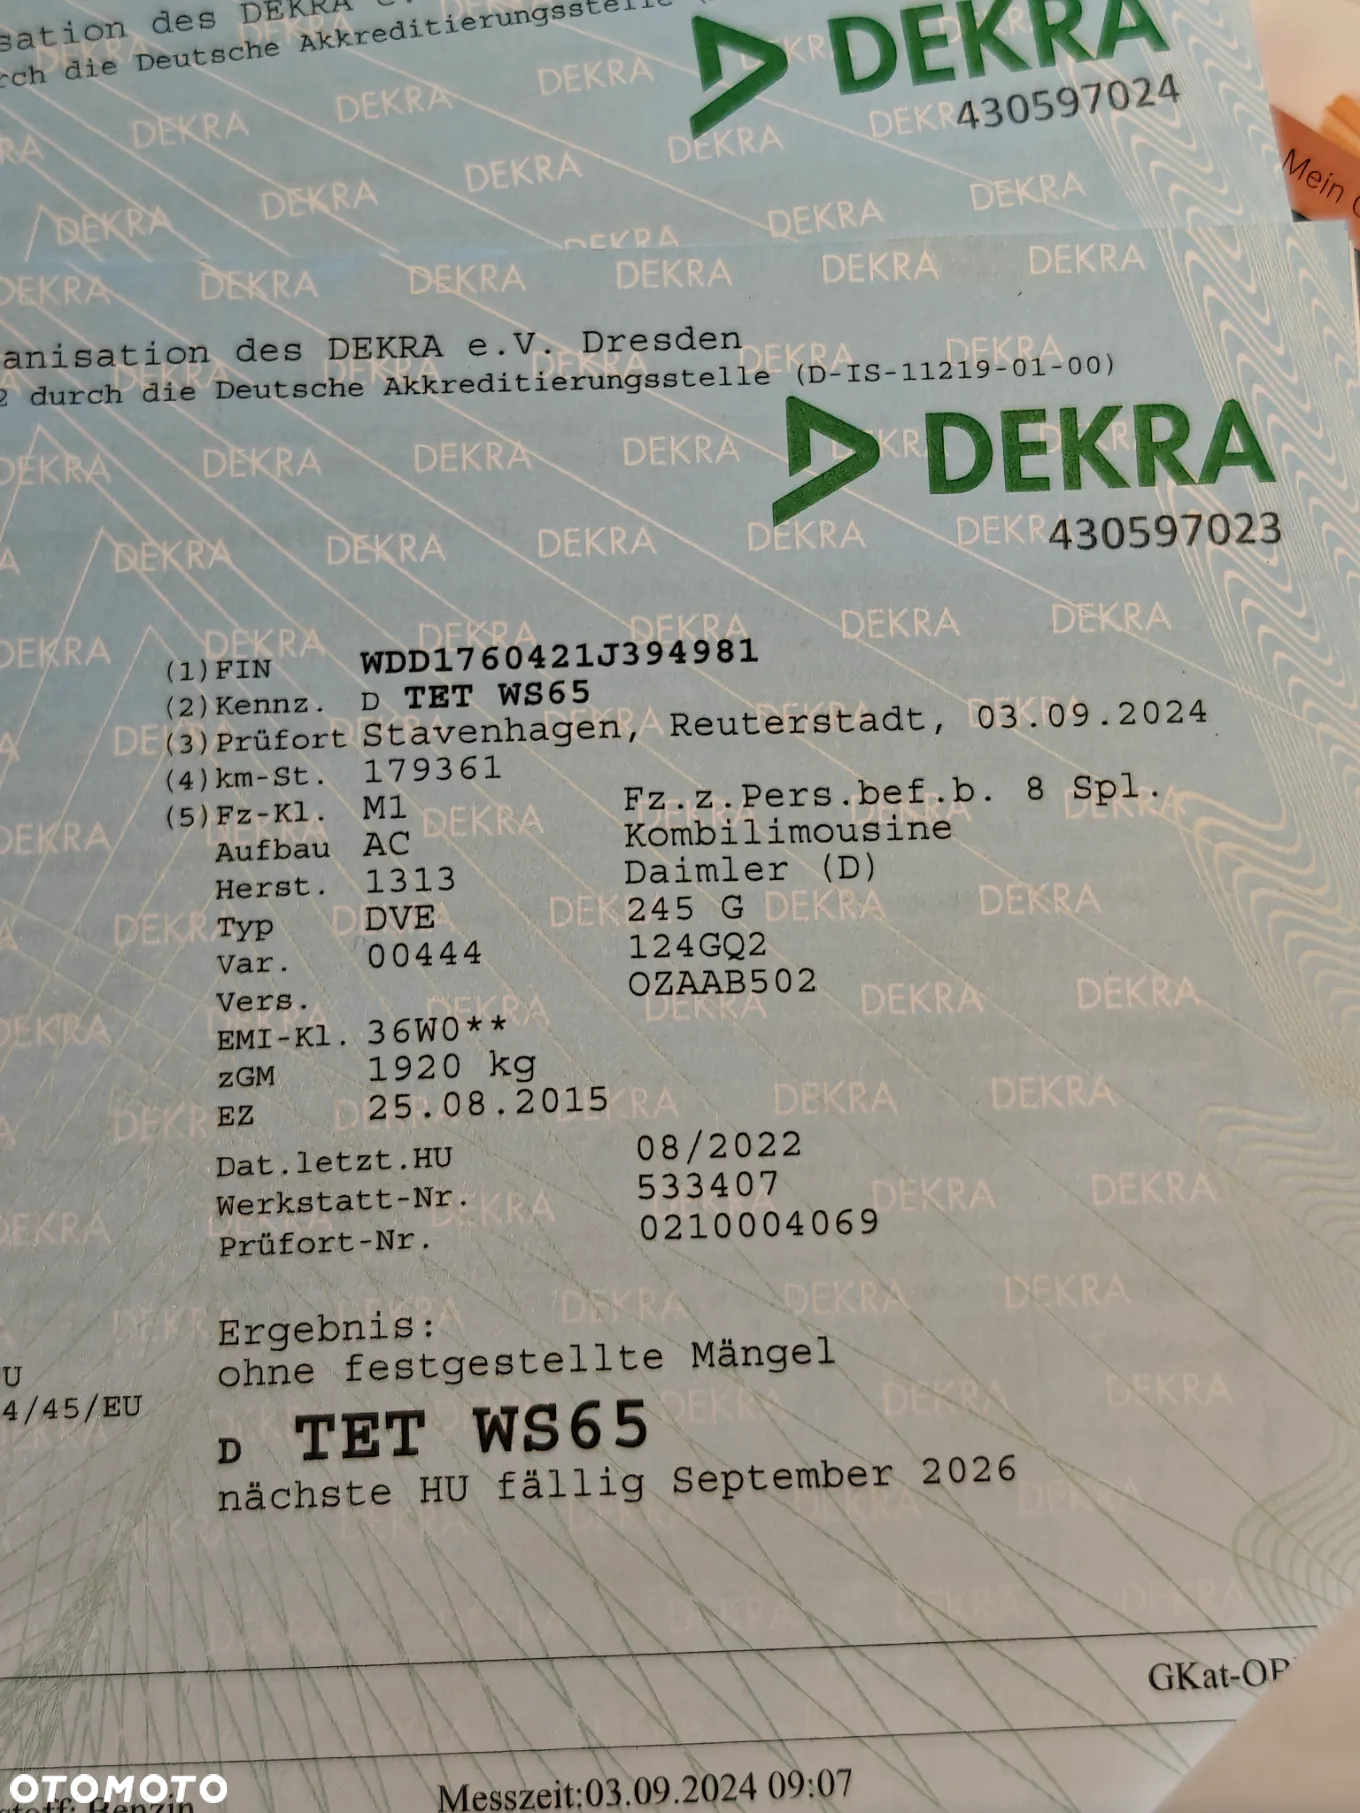 sation des DEKRA e.
rch die Deutsche Akkreditierungsstelle
DEKRA
430597024
Mein
anisation des DEKRA e.V. Dresden
2 durch die Deutsche Akkreditierungsstelle (D-IS-11219-01-00)
DEKRA
430597023
(1)FIN WDD1760421J394981
(2)Kennz. D TET WS65
(3)Prüfort Stavenhagen, Reuterstadt, 03.09.2024
(4)km-St. 179361
(5)Fz-Kl. M1 Fz.z.Pers.bef.b. 8 Spl.
Aufbau AC Kombilimousine
Herst. 1313 Daimler (D)
Typ DVE 245 G
Var. 00444 124GQ2
Vers. OZAAB502
EMI-Kl. 36W0**
zGM 1920 kg
EZ 25.08.2015
Dat.letzt.HU 08/2022
Werkstatt-Nr. 533407
Prüfort-Nr. 0210004069
Ergebnis:
U ohne festgestellte Mängel
4/45/EU
D TET WS65
nächste HU fällig September 2026
GKat-OB
OTOMOTO
Benzin
Messzeit:03.09.2024 09:07